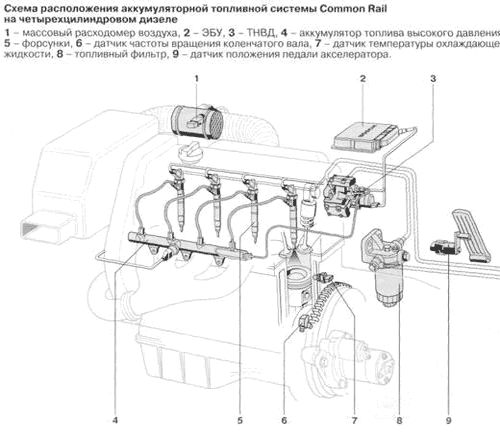 Схема расположения аккумуляторной топливной системы Common Rail
на четырехцилиндровом дизеле
1 – массовый расходомер воздуха, 2 – ЭБУ, 3 – ТНВД, 4 – аккумулятор топлива высокого давления
5 – форсунки, 6 – датчик частоты вращения коленчатого вала, 7 – датчик температуры охлаждающе
жидкости, 8 – топливный фильтр, 9 – датчик положения педали акселератора.
1
2
3
4
5
6
7
8
9